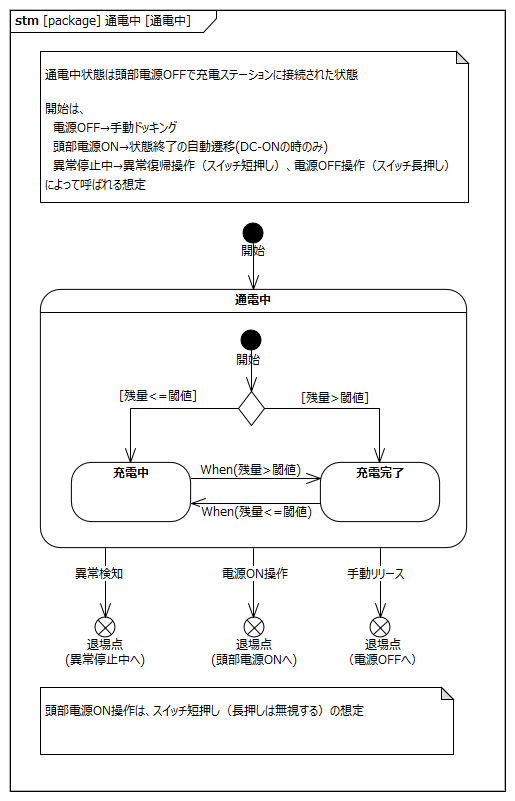 stm [package] 通電中 [通電中]
通電中状態は頭部電源OFFで充電ステーションに接続された状態
開始は、
電源OFF→手動ドッキング
頭部電源ON→状態終了の自動遷移(DC-ONの時のみ)
異常停止中→異常復帰操作（スイッチ短押し）、電源OFF操作（スイッチ長押し）
によって呼ばれる想定
開始
通電中
開始
[残量<=閾値]
[残量>閾値]
充電中
When(残量>閾値)
充電完了
When(残量<=閾値)
異常検知
電源ON操作
手動リリース
退場点
(異常停止中へ)
退場点
(頭部電源ONへ)
退場点
（電源OFFへ）
頭部電源ON操作は、スイッチ短押し（長押しは無視する）の想定